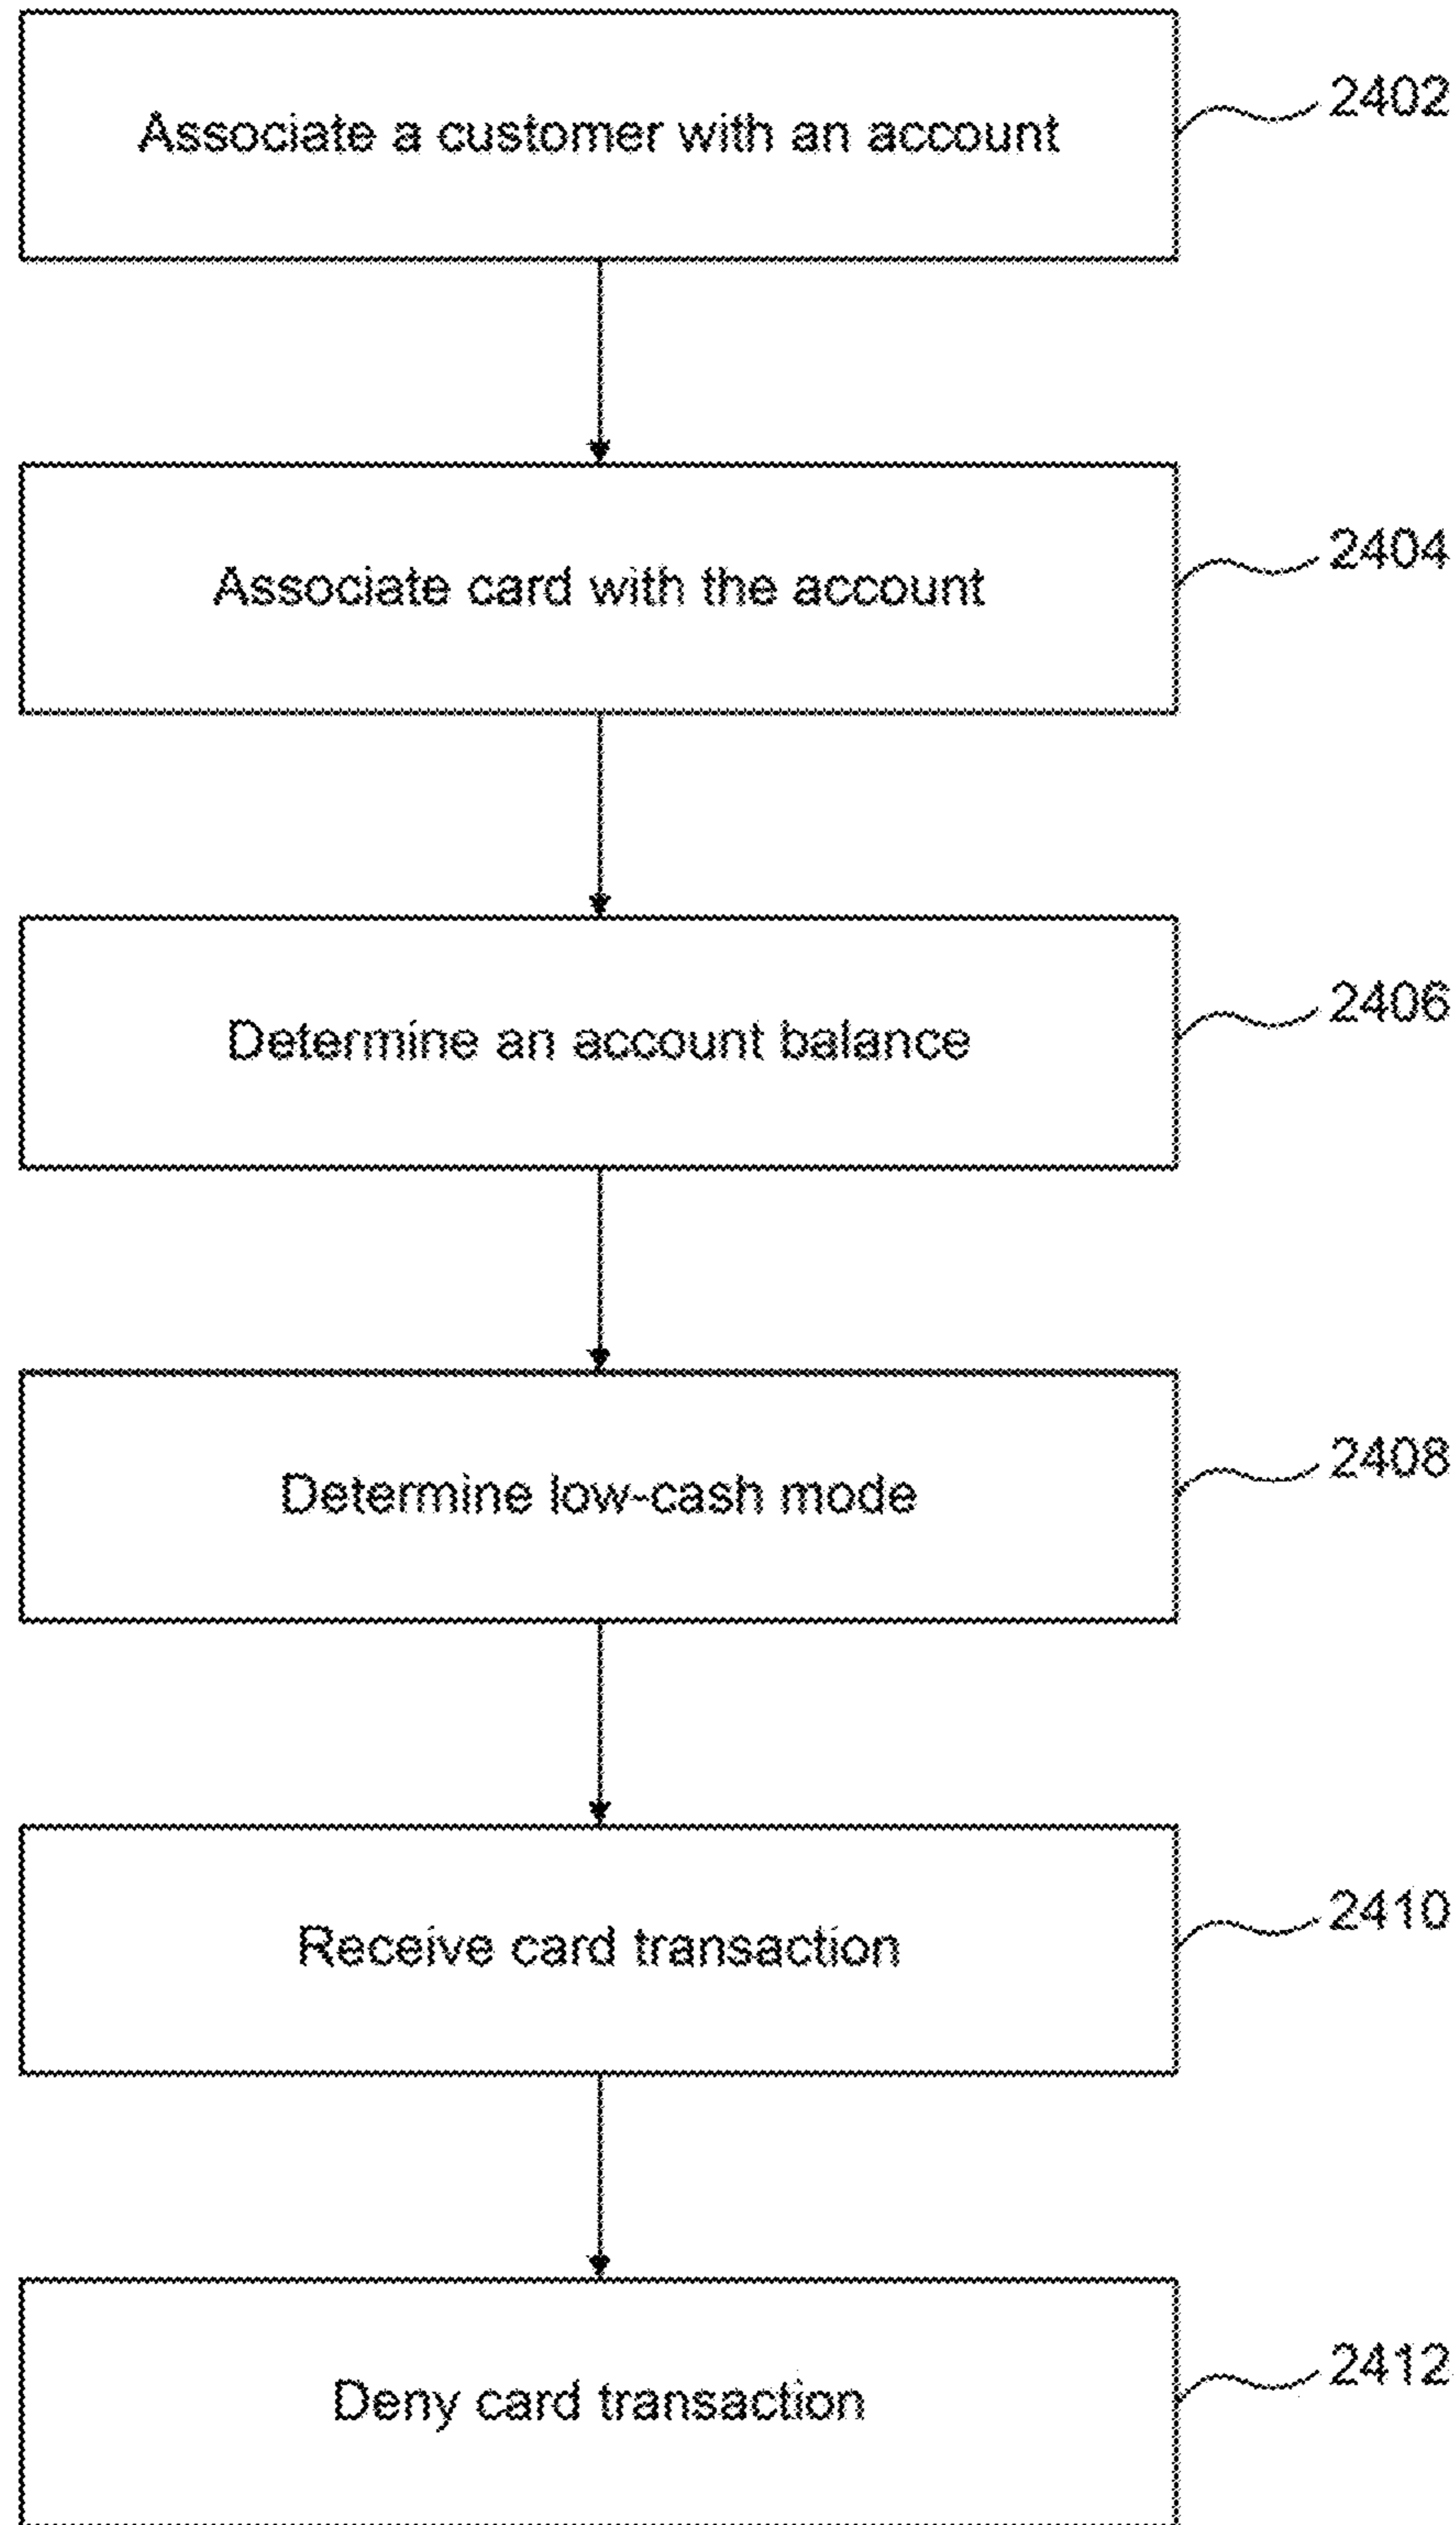 Associate a customer with an account
2402
Associate card with the account
2404
Determine an account balance
2406
Determine low-cash mode
2408
Receive card transaction
2410
Deny card transaction
2412